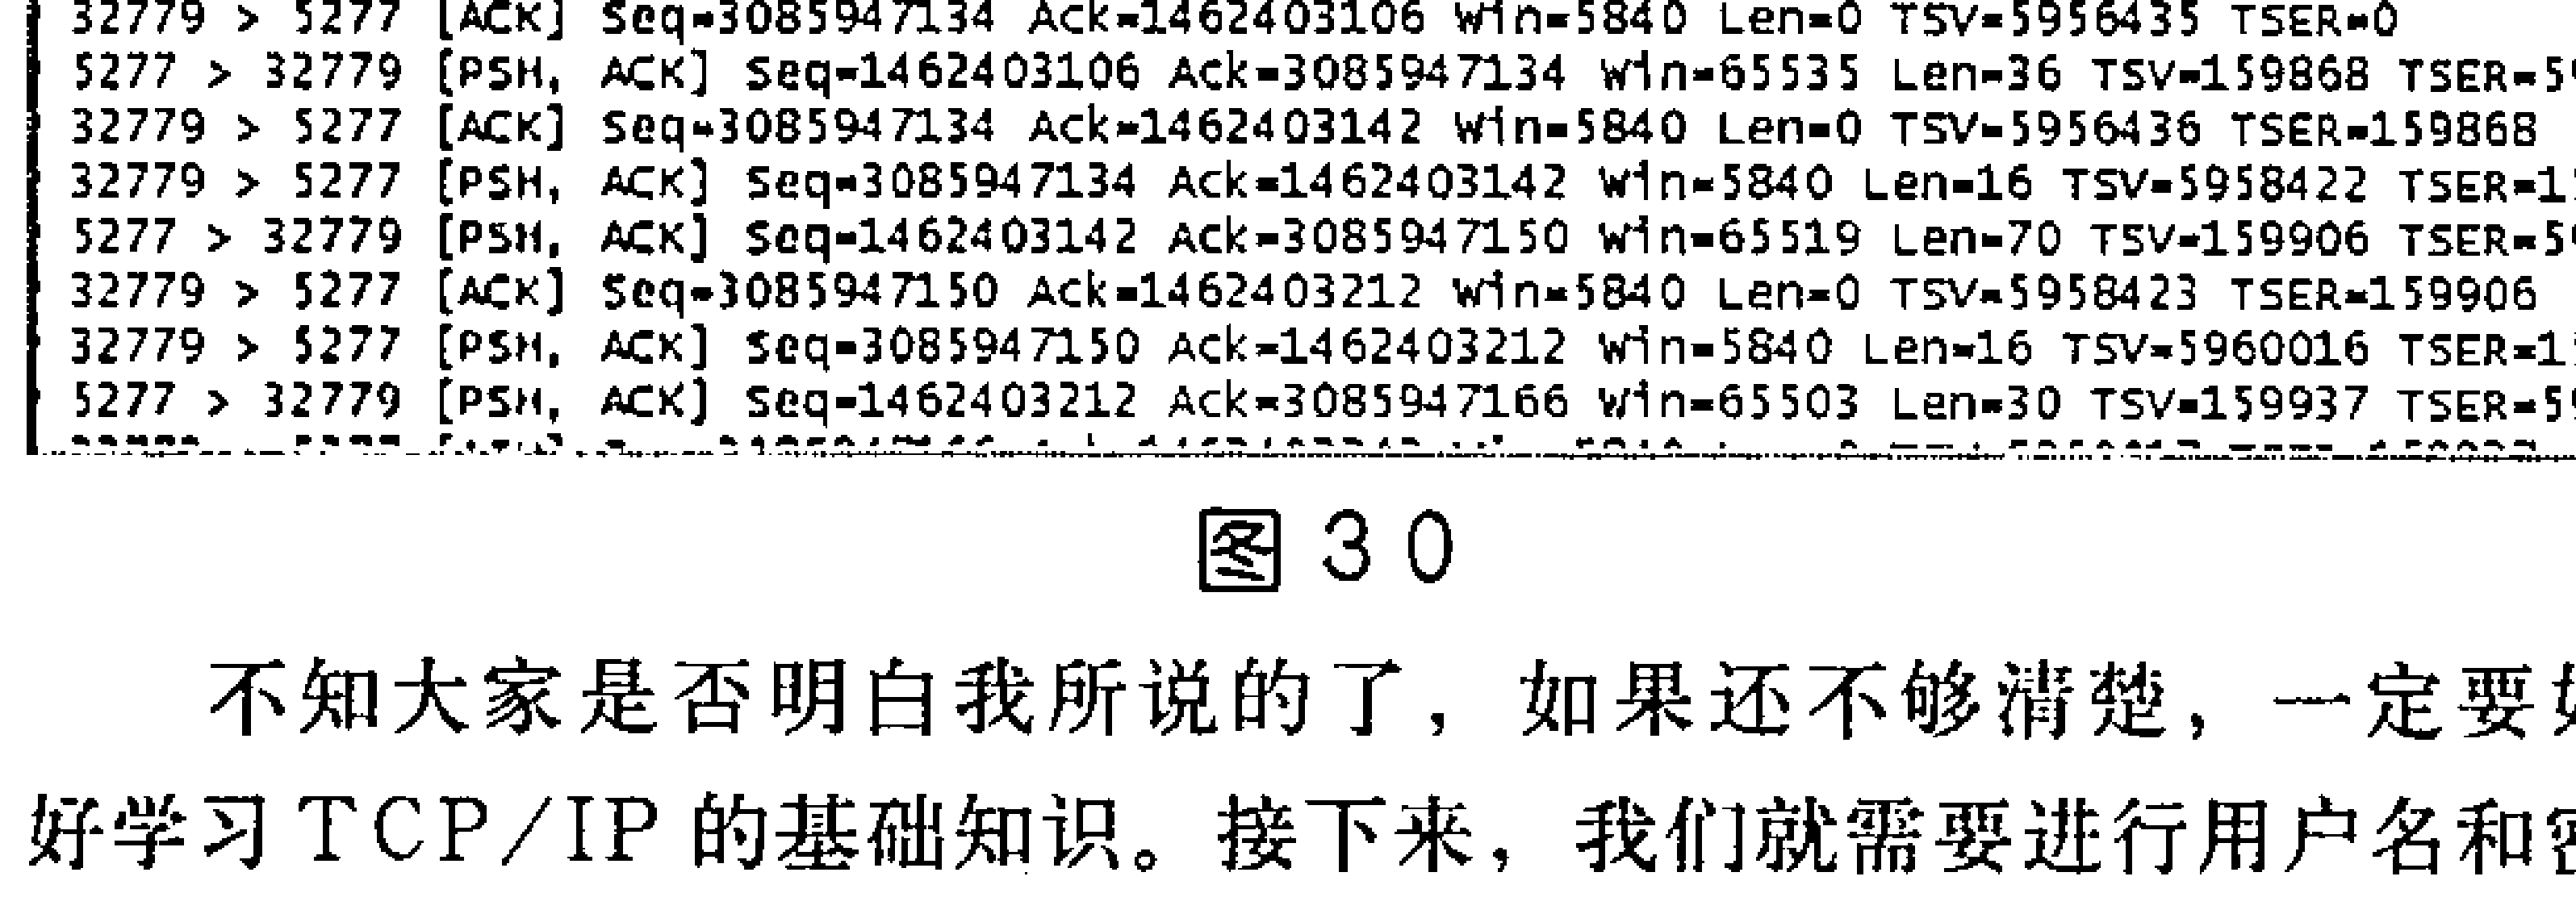 32779 > 5277 [ACK] Seq=3085947134 Ack=1462403106 Win=5840 Len=0 TSV=5956435 TSER=0
5277 > 32779 [PSH, ACK] Seq=1462403106 Ack=3085947134 Win=65535 Len=36 TSV=159868 TSER=5
32779 > 5277 [ACK] Seq=3085947134 Ack=1462403142 Win=5840 Len=0 TSV=5956436 TSER=159868
32779 > 5277 [PSH, ACK] Seq=3085947134 Ack=1462403142 Win=5840 Len=16 TSV=5958422 TSER=1
5277 > 32779 [PSH, ACK] Seq=1462403142 Ack=3085947150 Win=65519 Len=70 TSV=159906 TSER=5
32779 > 5277 [ACK] Seq=3085947150 Ack=1462403212 Win=5840 Len=0 TSV=5958423 TSER=159906
32779 > 5277 [PSH, ACK] Seq=3085947150 Ack=1462403212 Win=5840 Len=16 TSV=5960016 TSER=1
5277 > 32779 [PSH, ACK] Seq=1462403212 Ack=3085947166 Win=65503 Len=30 TSV=159937 TSER=5
图30
不知大家是否明白我所说的了，如果还不够清楚，一定要
好学习TCP/IP的基础知识。接下来，我们就需要进行用户名和